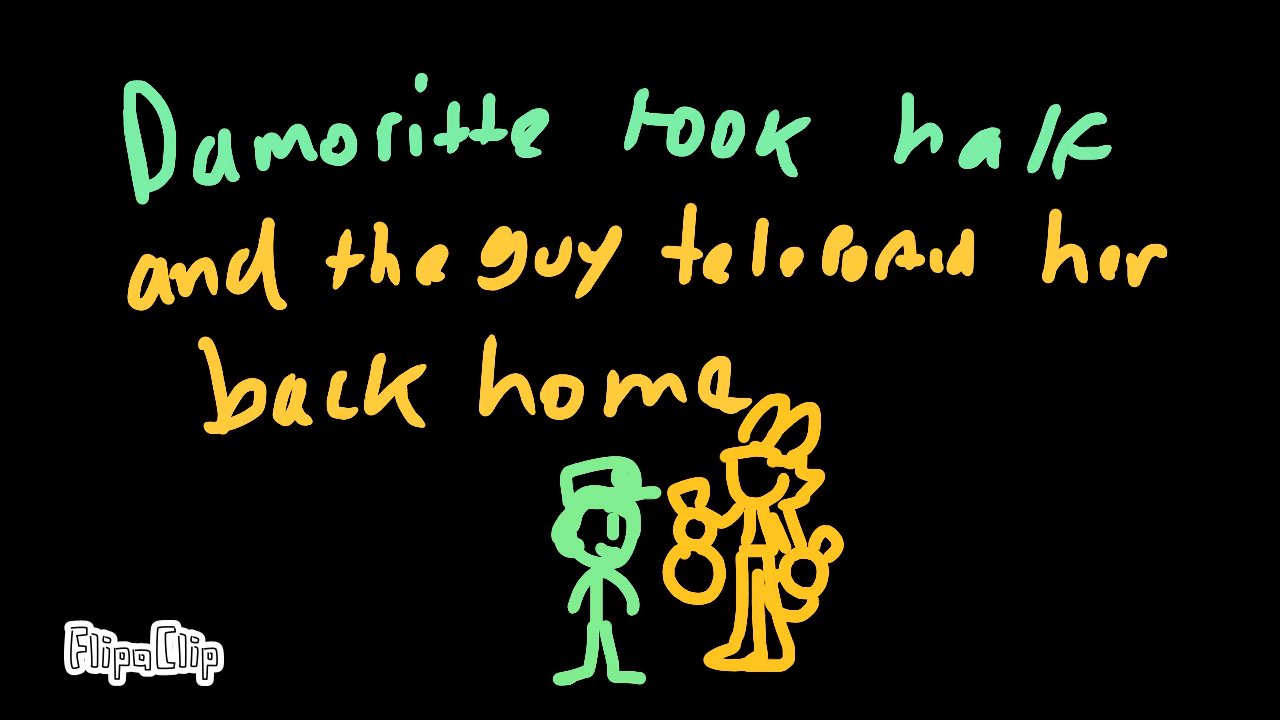 Damoritte took half
and the guy teleported her
back home
FlipaClip